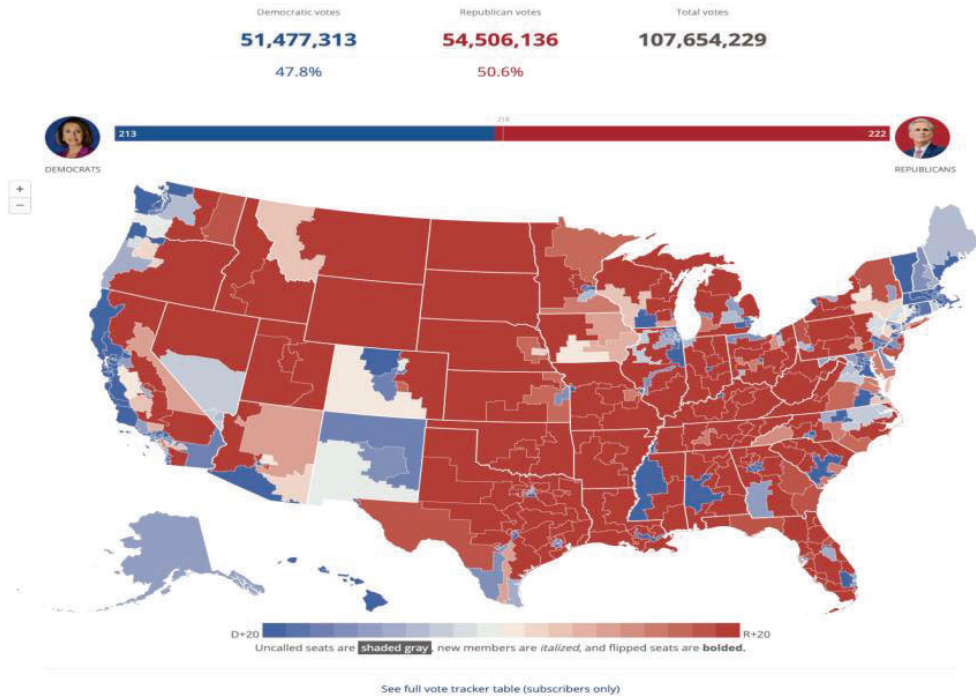 Democratic votes Republican votes Total votes
51,477,313 54,506,136 107,654,229
47.8% 50.6%
218
213 222
DEMOCRATS REPUBLICANS
+
−
D+20 R+20
Uncalled seats are shaded gray, new members are italized, and flipped seats are bolded.
See full vote tracker table (subscribers only)